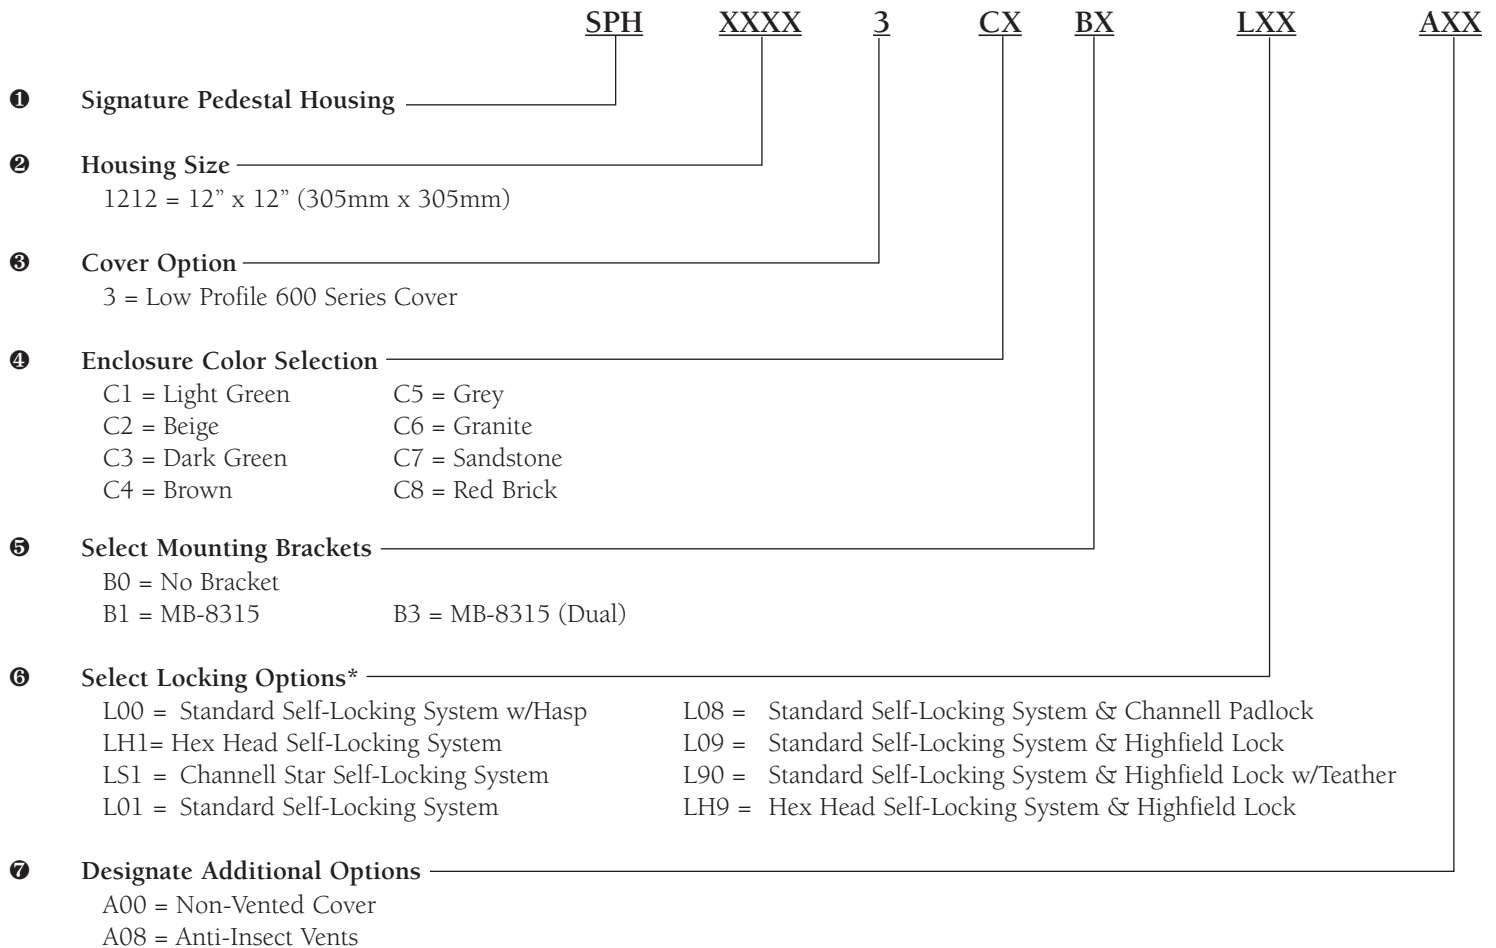 SPH XXXX 3 CX BX LXX AXX
❶ Signature Pedestal Housing
❷ Housing Size
1212 = 12” x 12” (305mm x 305mm)
❸ Cover Option
3 = Low Profile 600 Series Cover
❹ Enclosure Color Selection
C1 = Light Green C5 = Grey
C2 = Beige C6 = Granite
C3 = Dark Green C7 = Sandstone
C4 = Brown C8 = Red Brick
❺ Select Mounting Brackets
B0 = No Bracket
B1 = MB-8315 B3 = MB-8315 (Dual)
❻ Select Locking Options*
L00 = Standard Self-Locking System w/Hasp L08 = Standard Self-Locking System & Channell Padlock
LH1= Hex Head Self-Locking System L09 = Standard Self-Locking System & Highfield Lock
LS1 = Channell Star Self-Locking System L90 = Standard Self-Locking System & Highfield Lock w/Teather
L01 = Standard Self-Locking System LH9 = Hex Head Self-Locking System & Highfield Lock
❼ Designate Additional Options
A00 = Non-Vented Cover
A08 = Anti-Insect Vents